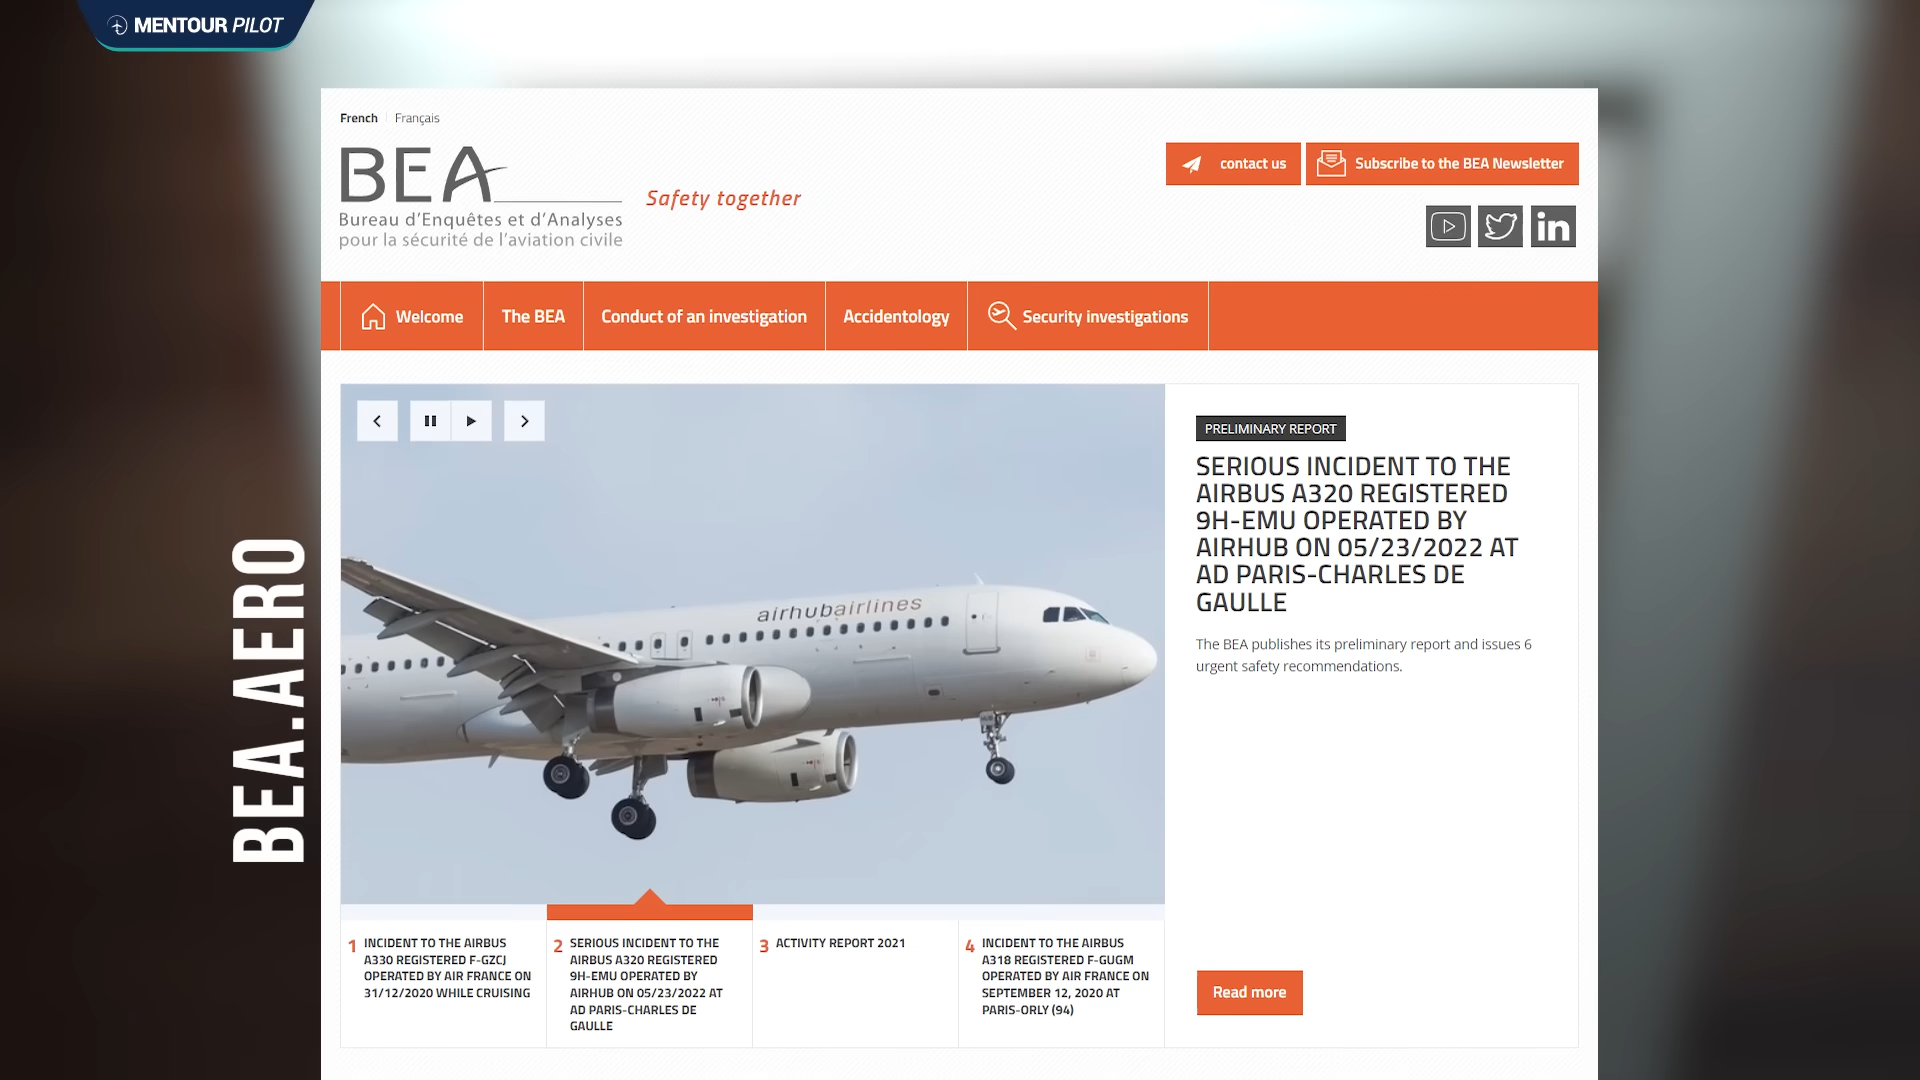 MENTOUR PILOT
French Français
BEA
Bureau d'Enquêtes et d'Analyses
pour la sécurité de l'aviation civile
Safety together
contact us
Subscribe to the BEA Newsletter
in
Welcome
The BEA
Conduct of an investigation
Accidentology
Security investigations
BEA.AERO
airhubairlines
PRELIMINARY REPORT
SERIOUS INCIDENT TO THE
AIRBUS A320 REGISTERED
9H-EMU OPERATED BY
AIRHUB ON 05/23/2022 AT
AD PARIS-CHARLES DE
GAULLE
The BEA publishes its preliminary report and issues 6
urgent safety recommendations.
1 INCIDENT TO THE AIRBUS
A330 REGISTERED F-GZCJ
OPERATED BY AIR FRANCE ON
31/12/2020 WHILE CRUISING
2 SERIOUS INCIDENT TO THE
AIRBUS A320 REGISTERED
9H-EMU OPERATED BY
AIRHUB ON 05/23/2022 AT
AD PARIS-CHARLES DE
GAULLE
3 ACTIVITY REPORT 2021
4 INCIDENT TO THE AIRBUS
A318 REGISTERED F-GUGM
OPERATED BY AIR FRANCE ON
SEPTEMBER 12, 2020 AT
PARIS-ORLY (94)
Read more